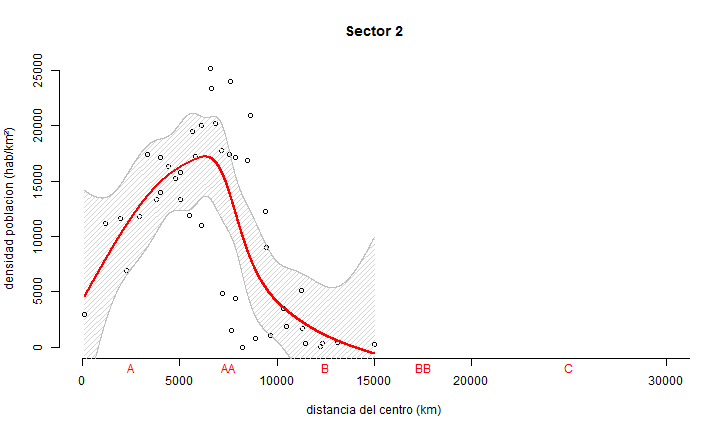 Sector 2
densidad poblacion (hab/km²)
25000
20000
15000
10000
5000
0
A AA B BB C
0 5000 10000 15000 20000 30000
distancia del centro (km)